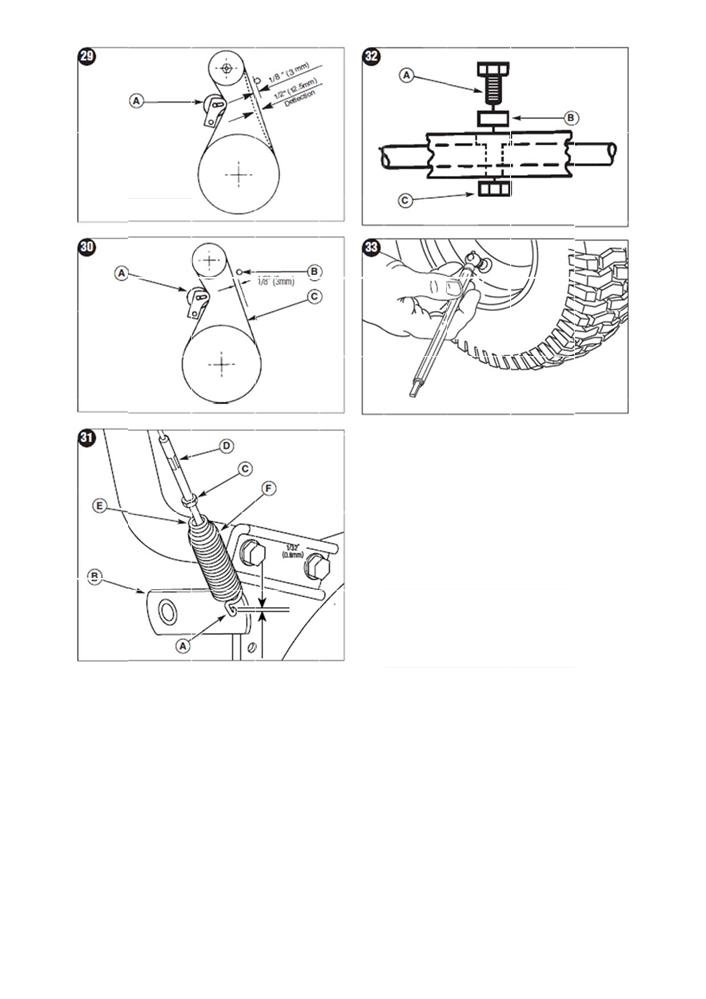 29
A
1/8" (3 mm)
1/2" (12.5mm)
Deflection
30
A
B
1/8" (3mm)
C
31
D
C
E
F
1/32"
(0.8mm)
B
A
32
A
B
C
33